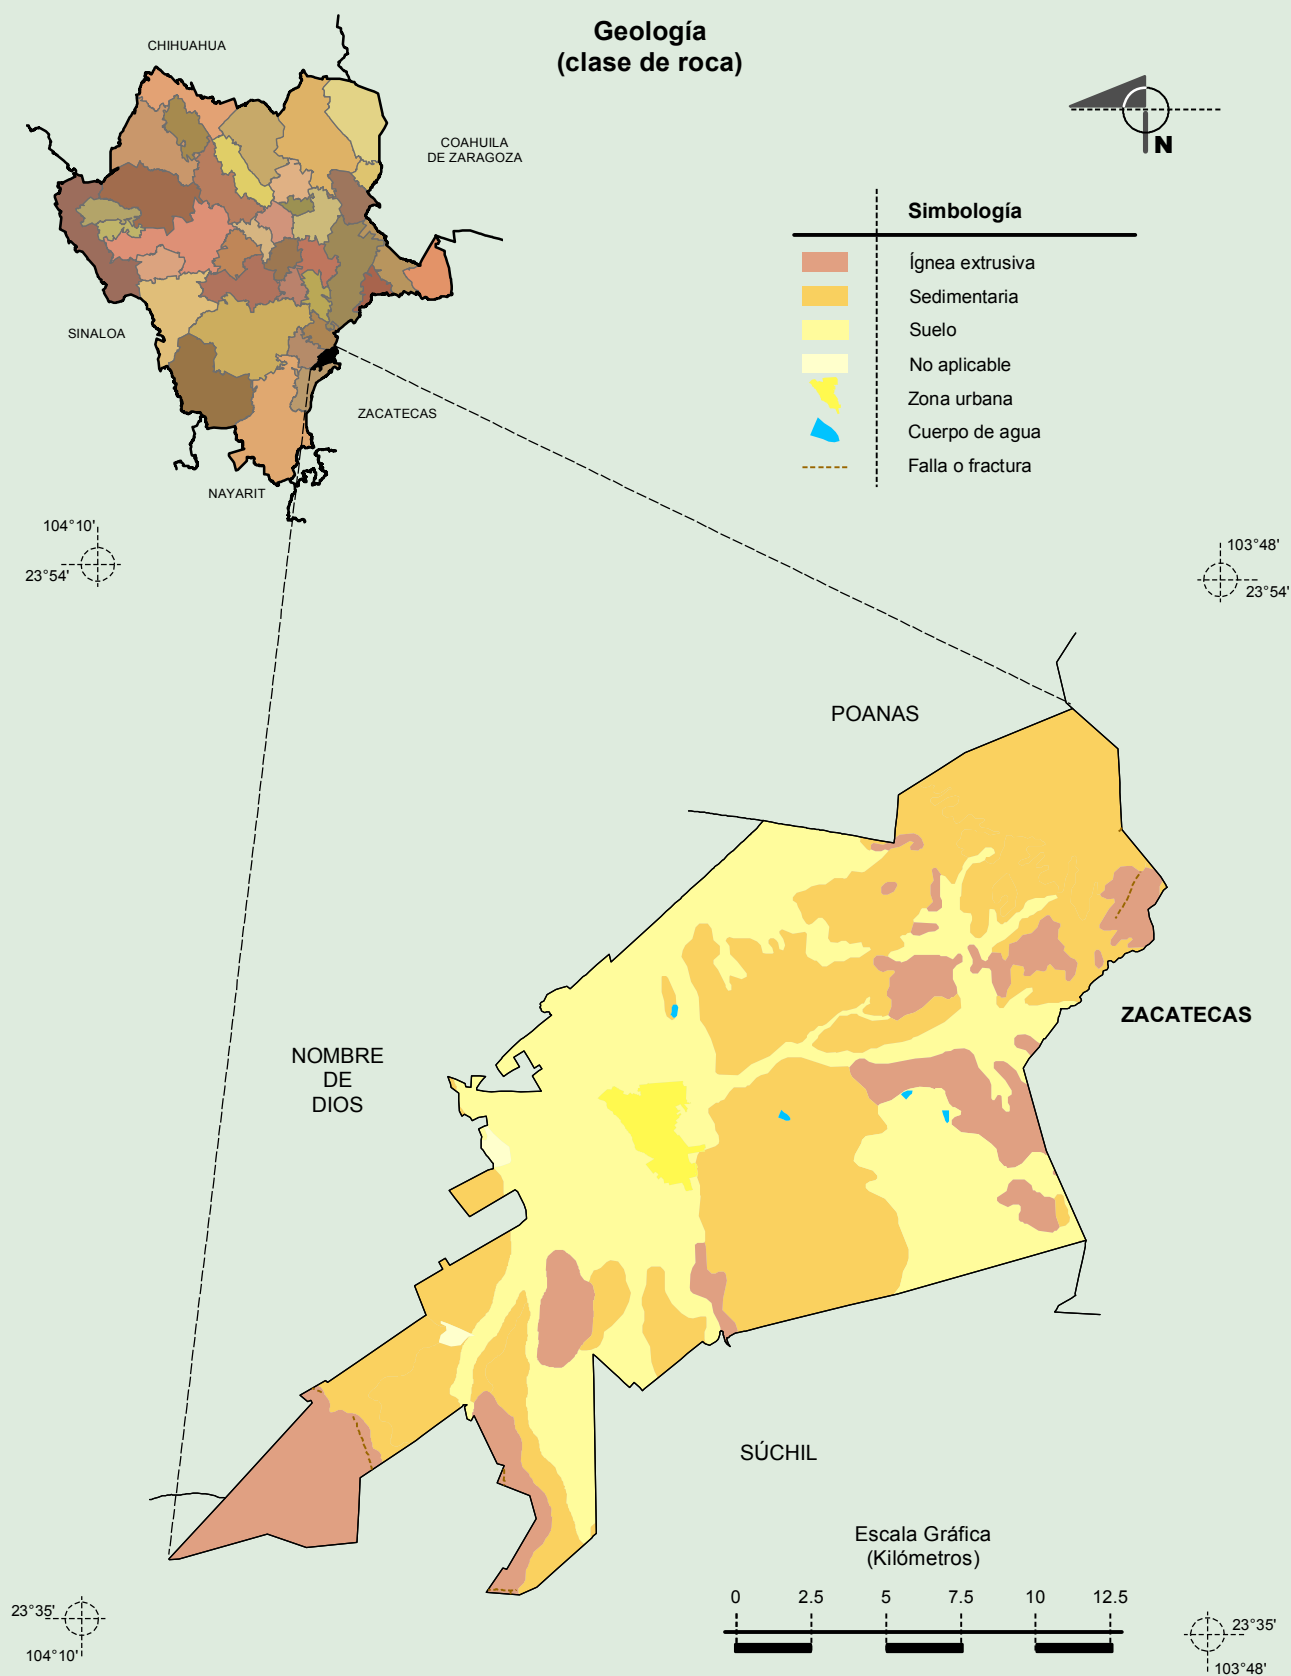 Geología
(clase de roca)
CHIHUAHUA
COAHUILA
DE ZARAGOZA
SINALOA
ZACATECAS
NAYARIT
N
Simbología
Ígnea extrusiva
Sedimentaria
Suelo
No aplicable
Zona urbana
Cuerpo de agua
Falla o fractura
104°10'
23°54'
103°48'
23°54'
POANAS
ZACATECAS
NOMBRE
DE
DIOS
SÚCHIL
Escala Gráfica
(Kilómetros)
0 2.5 5 7.5 10 12.5
23°35'
104°10'
23°35'
103°48'